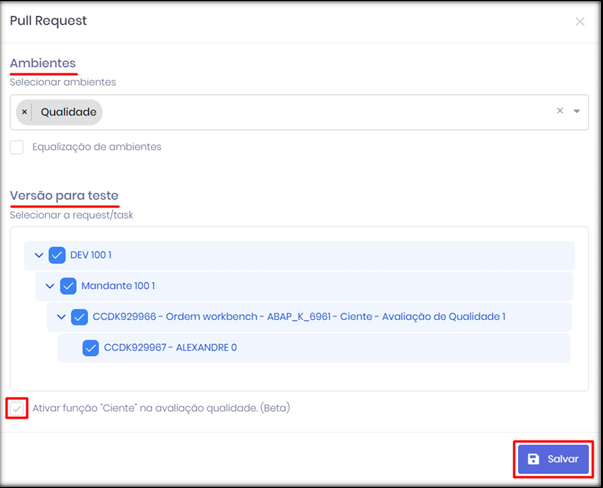 Pull Request
Ambientes
Selecionar ambientes
× Qualidade
Equalização de ambientes
Versão para teste
Selecionar a request/task
DEV 100 1
Mandante 100 1
CCDK929966 - Ordem workbench - ABAP_K_6961 - Ciente - Avaliação de Qualidade 1
CCDK929967 - ALEXANDRE 0
Ativar função "Ciente" na avaliação qualidade. (Beta)
Salvar